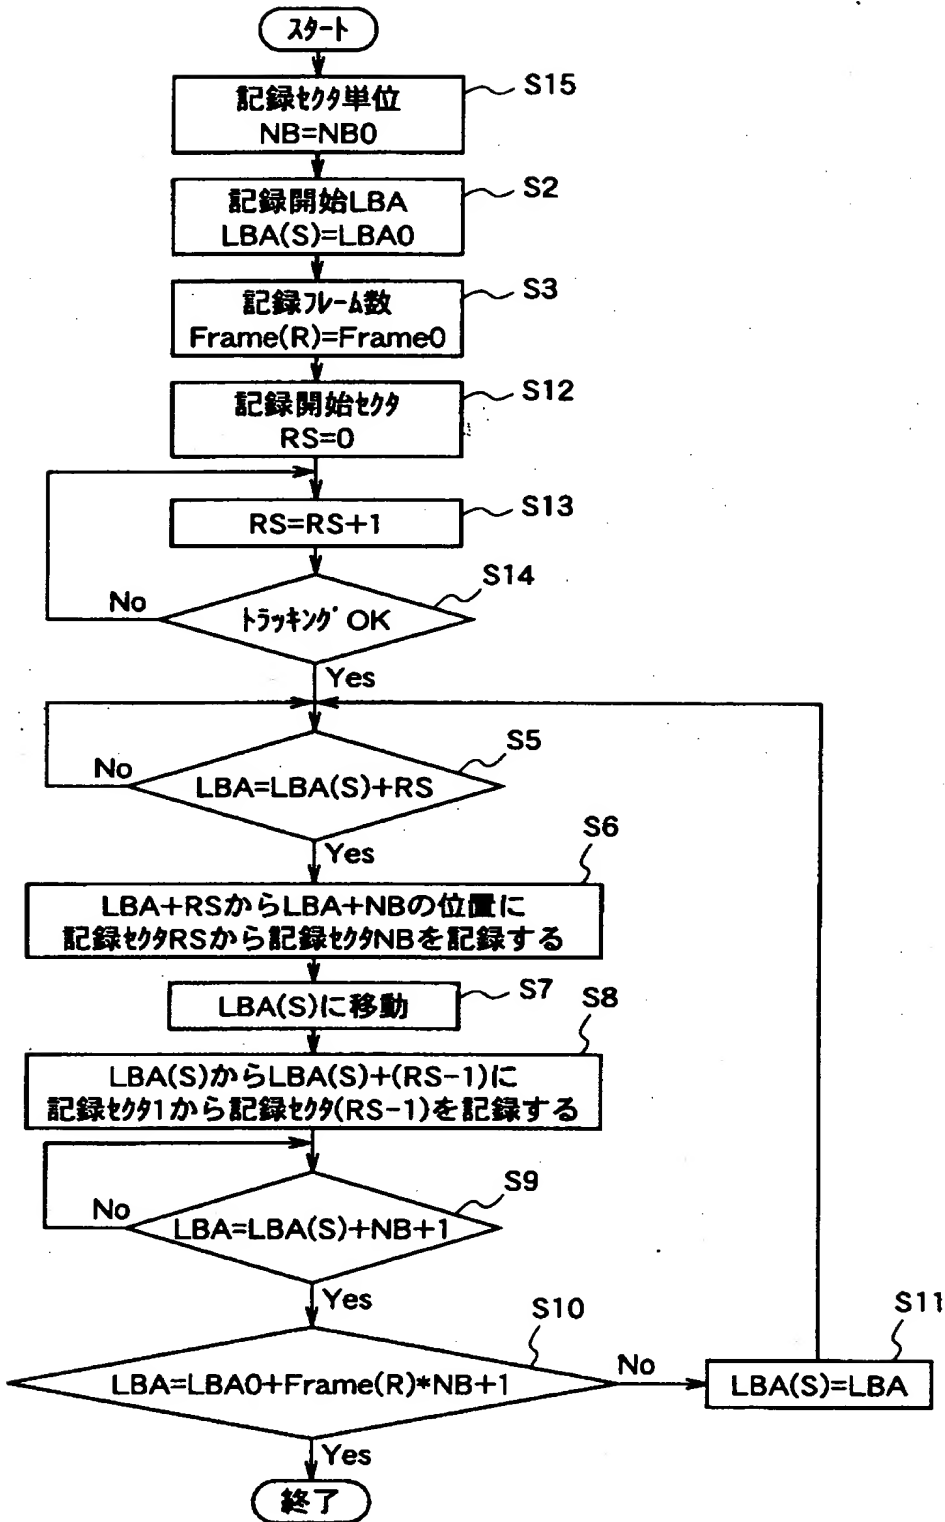 スタート
記録セクタ単位
NB=NB0
S15
記録開始LBA
LBA(S)=LBA0
S2
記録フレーム数
Frame(R)=Frame0
S3
記録開始セクタ
RS=0
S12
RS=RS+1
S13
トラッキング OK
S14
No
Yes
LBA=LBA(S)+RS
S5
No
Yes
S6
LBA+RSからLBA+NBの位置に
記録セクタRSから記録セクタNBを記録する
LBA(S)に移動
S7
S8
LBA(S)からLBA(S)+(RS-1)に
記録セクタ1から記録セクタ(RS-1)を記録する
LBA=LBA(S)+NB+1
S9
No
Yes
LBA=LBA0+Frame(R)*NB+1
S10
No
LBA(S)=LBA
S11
Yes
終了